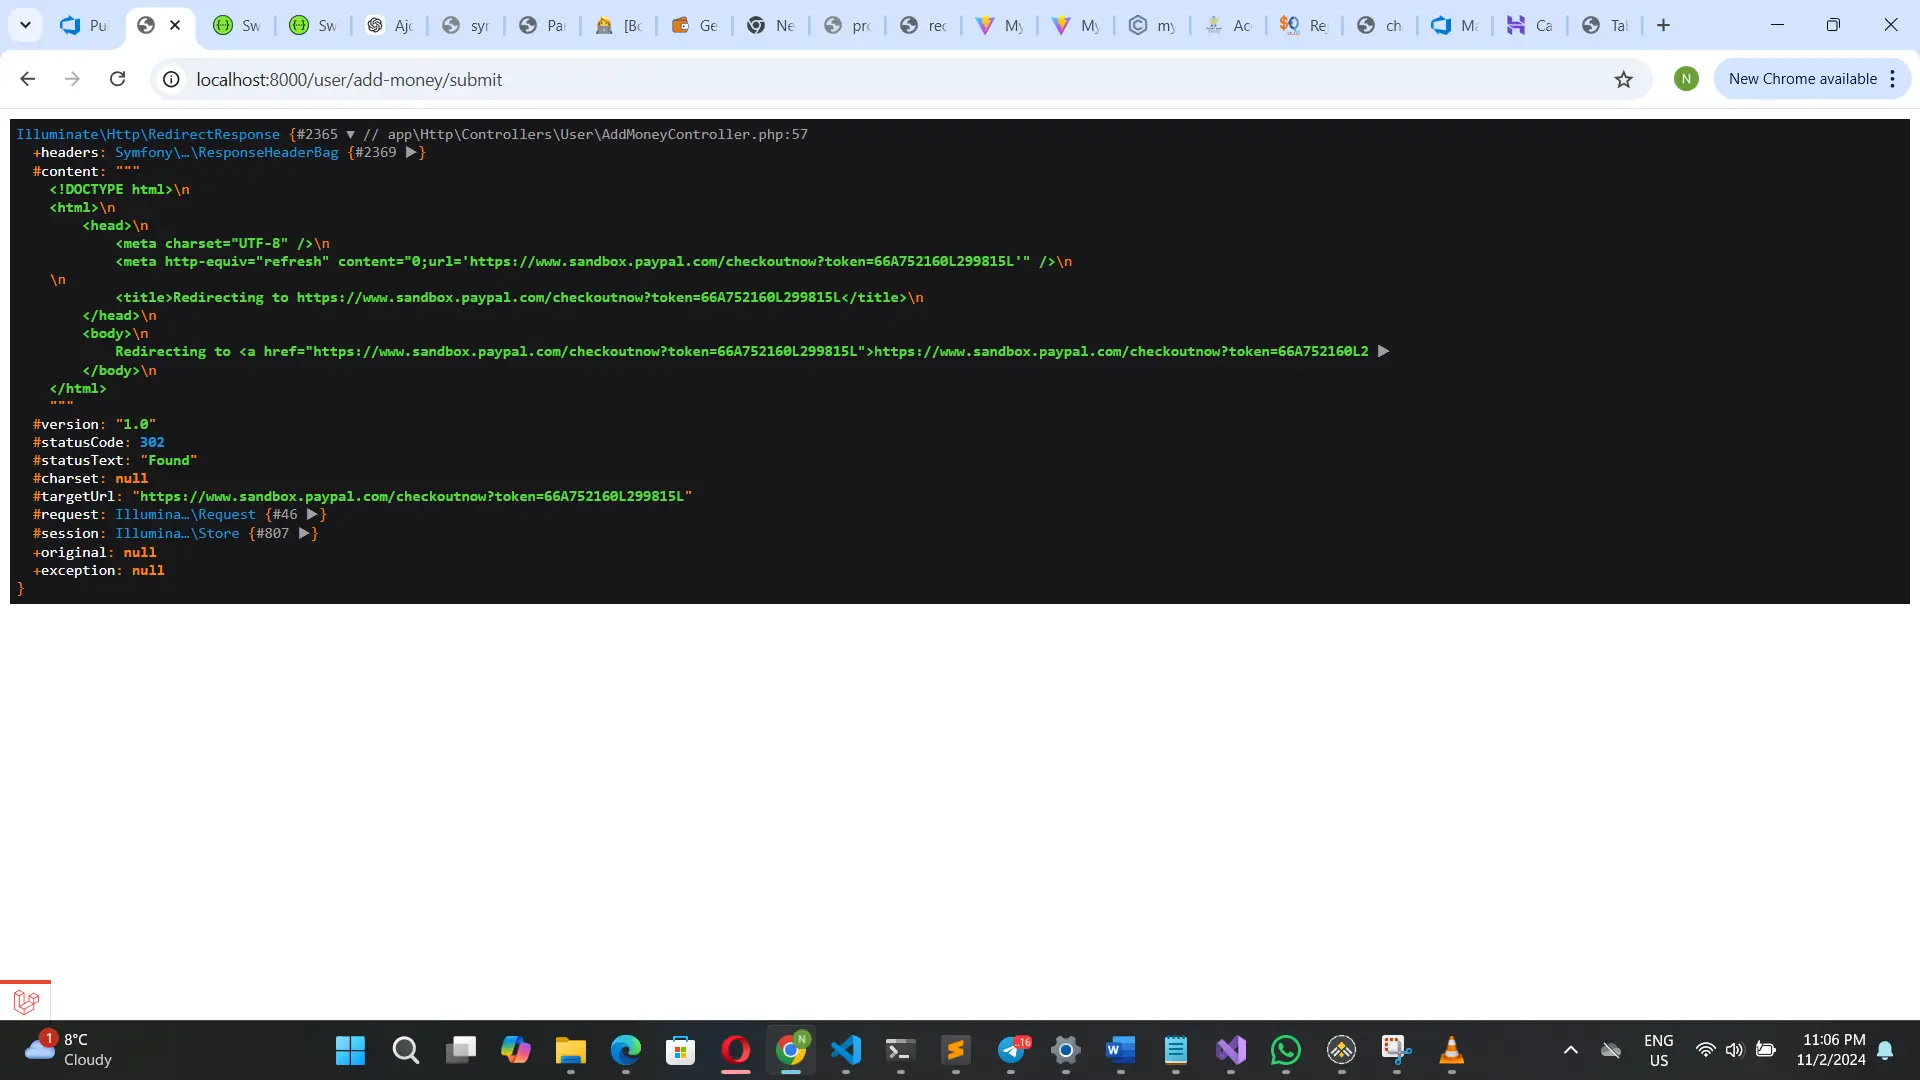 Pu
Sw
Sw
Ajo
syr
Pa
[Bo
Ge
Ne
pro
rec
My
My
my
Acc
Re
ch
Ma
Ca
Tal
localhost:8000/user/add-money/submit
N
New Chrome available
Illuminate\Http\RedirectResponse {#2365 ▼ // app\Http\Controllers\User\AddMoneyController.php:57
+headers: Symfony\…\ResponseHeaderBag {#2369 ▶}
#content: """
<!DOCTYPE html>\n
<html>\n
<head>\n
<meta charset="UTF-8" />\n
<meta http-equiv="refresh" content="0;url='https://www.sandbox.paypal.com/checkoutnow?token=66A752160L299815L'" />\n
\n
<title>Redirecting to https://www.sandbox.paypal.com/checkoutnow?token=66A752160L299815L</title>\n
</head>\n
<body>\n
Redirecting to <a href="https://www.sandbox.paypal.com/checkoutnow?token=66A752160L299815L">https://www.sandbox.paypal.com/checkoutnow?token=66A752160L2 ▶
</body>\n
</html>
"""
#version: "1.0"
#statusCode: 302
#statusText: "Found"
#charset: null
#targetUrl: "https://www.sandbox.paypal.com/checkoutnow?token=66A752160L299815L"
#request: Illumina…\Request {#46 ▶}
#session: Illumina…\Store {#807 ▶}
+original: null
+exception: null
}
1
8°C
Cloudy
N
..16
ENG
US
11:06 PM
11/2/2024